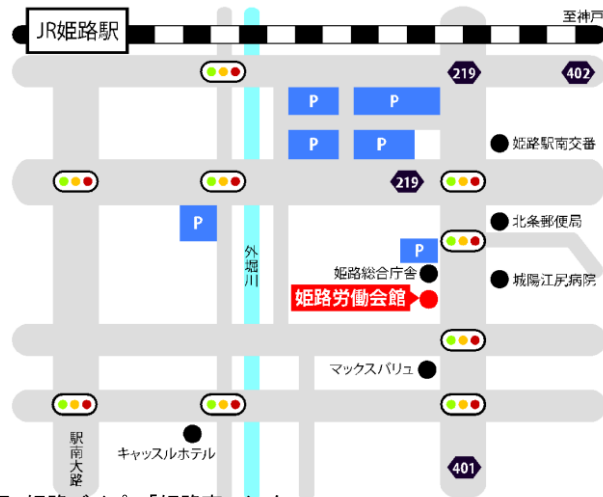 至神戸
JR姫路駅
219
402
P
P
P
P
姫路駅南交番
219
P
北条郵便局
外堀川
P
姫路総合庁舎
城陽江尻病院
姫路労働会館
マックスバリュ
駅南大路
キャッスルホテル
401